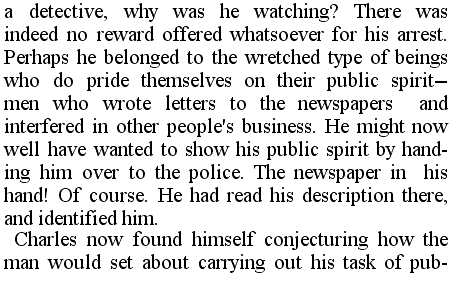 a detective, why was he watching? There was
indeed no reward offered whatsoever for his arrest.
Perhaps he belonged to the wretched type of beings
who do pride themselves on their public spirit–
men who wrote letters to the newspapers and
interfered in other people's business. He might now
well have wanted to show his public spirit by hand-
ing him over to the police. The newspaper in his
hand! Of course. He had read his description there,
and identified him.
Charles now found himself conjecturing how the
man would set about carrying out his task of pub-